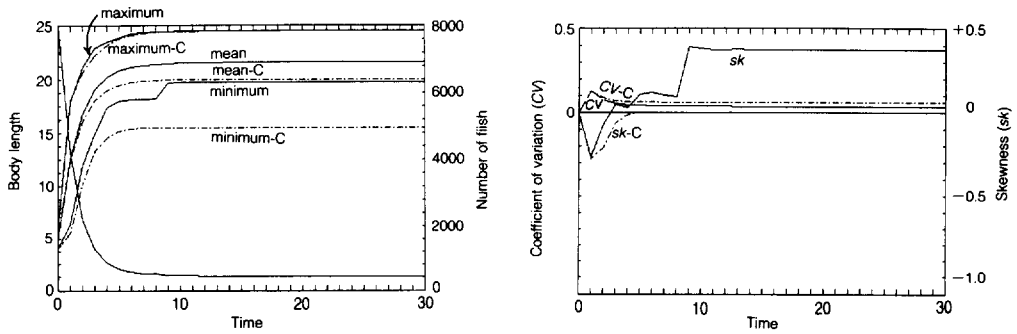 maximum
25
20
15
10
5
0
Body length
maximum-C
mean
mean-C
minimum
minimum-C
8000
6000
4000
2000
0
Number of fiish
0
10
20
30
Time
0.5
0
Coefficient of variation (CV)
CV-C
CV
sk-C
sk
+0.5
0
−0.5
−1.0
Skewness (sk)
0
10
20
30
Time